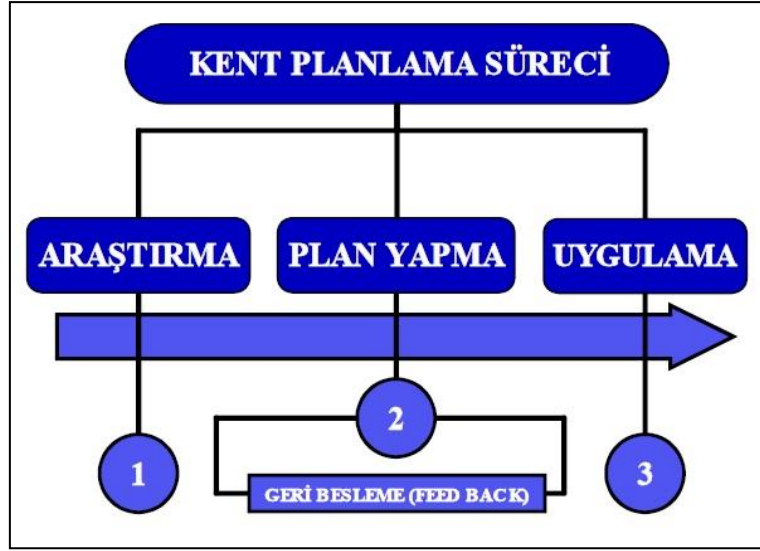 KENT PLANLAMA SÜRECİ
ARAŞTIRMA
PLAN YAPMA
UYGULAMA
1
2
3
GERİ BESLEME (FEED BACK)